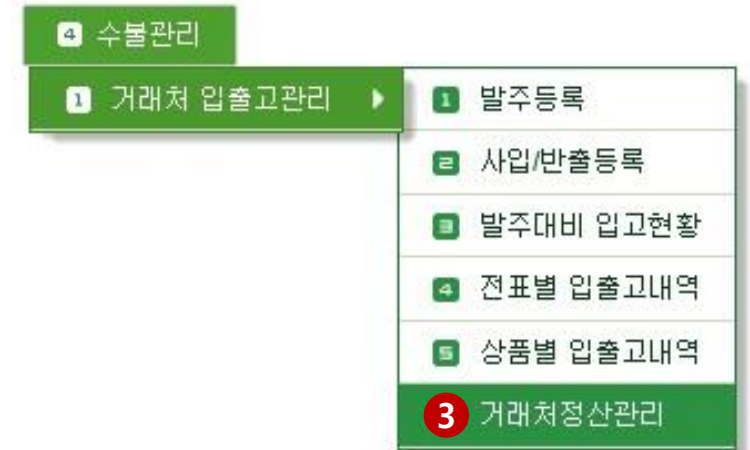 4 수불관리
1 거래처 입출고관리
1 발주등록
2 사입/반출등록
3 발주대비 입고현황
4 전표별 입출고내역
5 상품별 입출고내역
3 거래처정산관리